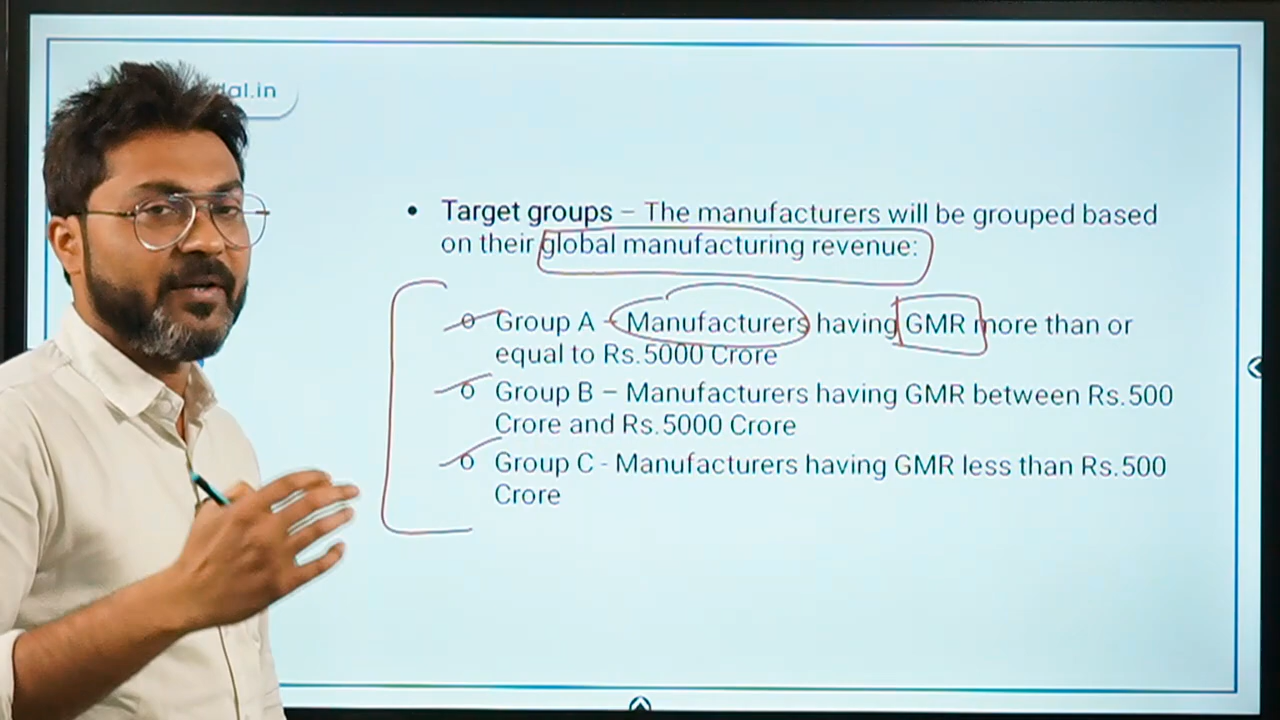 al.in
• Target groups – The manufacturers will be grouped based
on their global manufacturing revenue:
o Group A - Manufacturers having GMR more than or
equal to Rs.5000 Crore
o Group B – Manufacturers having GMR between Rs.500
Crore and Rs.5000 Crore
o Group C - Manufacturers having GMR less than Rs.500
Crore